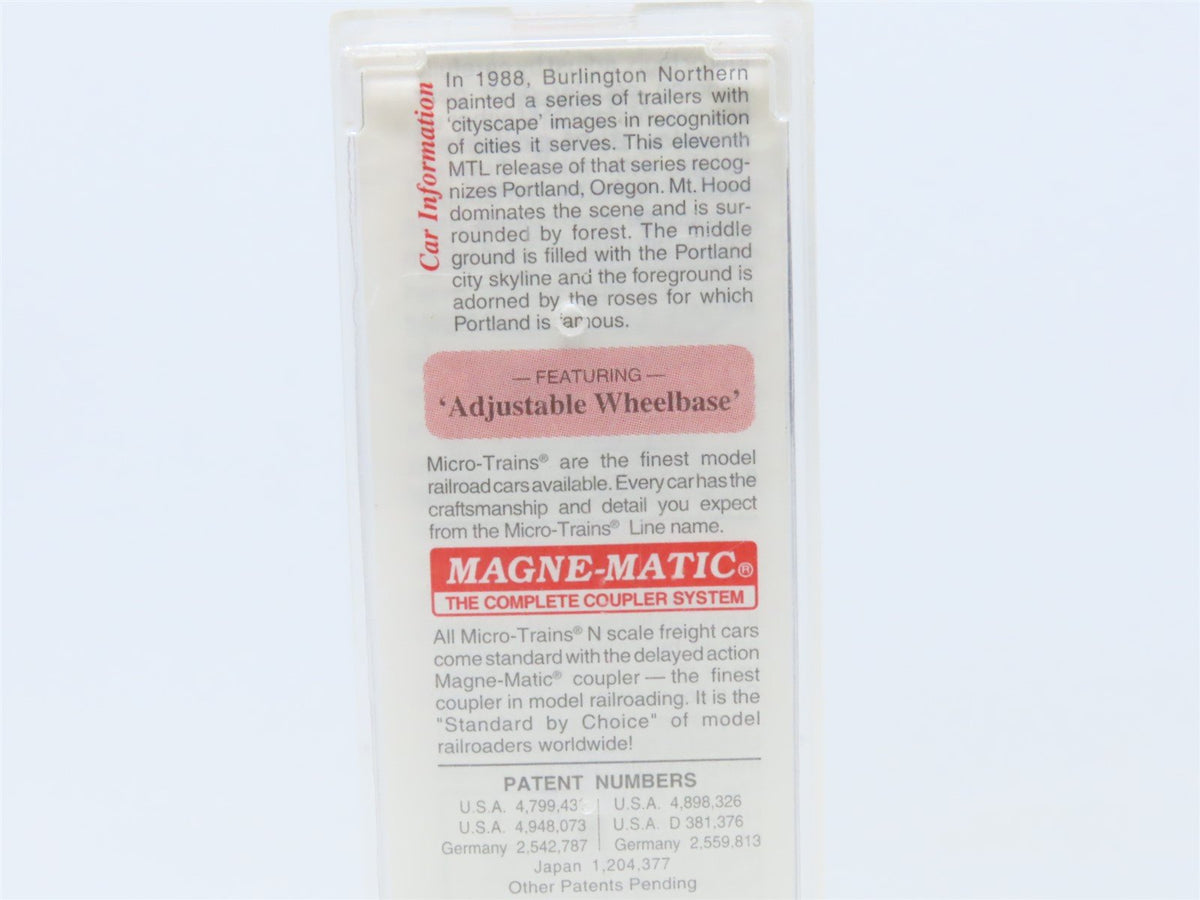 Car Information
In 1988, Burlington Northern
painted a series of trailers with
'cityscape' images in recognition
of cities it serves. This eleventh
MTL release of that series recog-
nizes Portland, Oregon. Mt. Hood
dominates the scene and is sur-
rounded by forest. The middle
ground is filled with the Portland
city skyline and the foreground is
adorned by the roses for which
Portland is famous.
— FEATURING —
'Adjustable Wheelbase'
Micro-Trains® are the finest model
railroad cars available. Every car has the
craftsmanship and detail you expect
from the Micro-Trains® Line name.
MAGNE-MATIC®
THE COMPLETE COUPLER SYSTEM
All Micro-Trains® N scale freight cars
come standard with the delayed action
Magne-Matic® coupler — the finest
coupler in model railroading. It is the
"Standard by Choice" of model
railroaders worldwide!
PATENT NUMBERS
U.S.A. U.S.A. 4,898,326
U.S.A. 4,948,073 U.S.A. D 381,376
Germany 2,542,787 Germany 2,559,813
Japan 1,204,377
Other Patents Pending